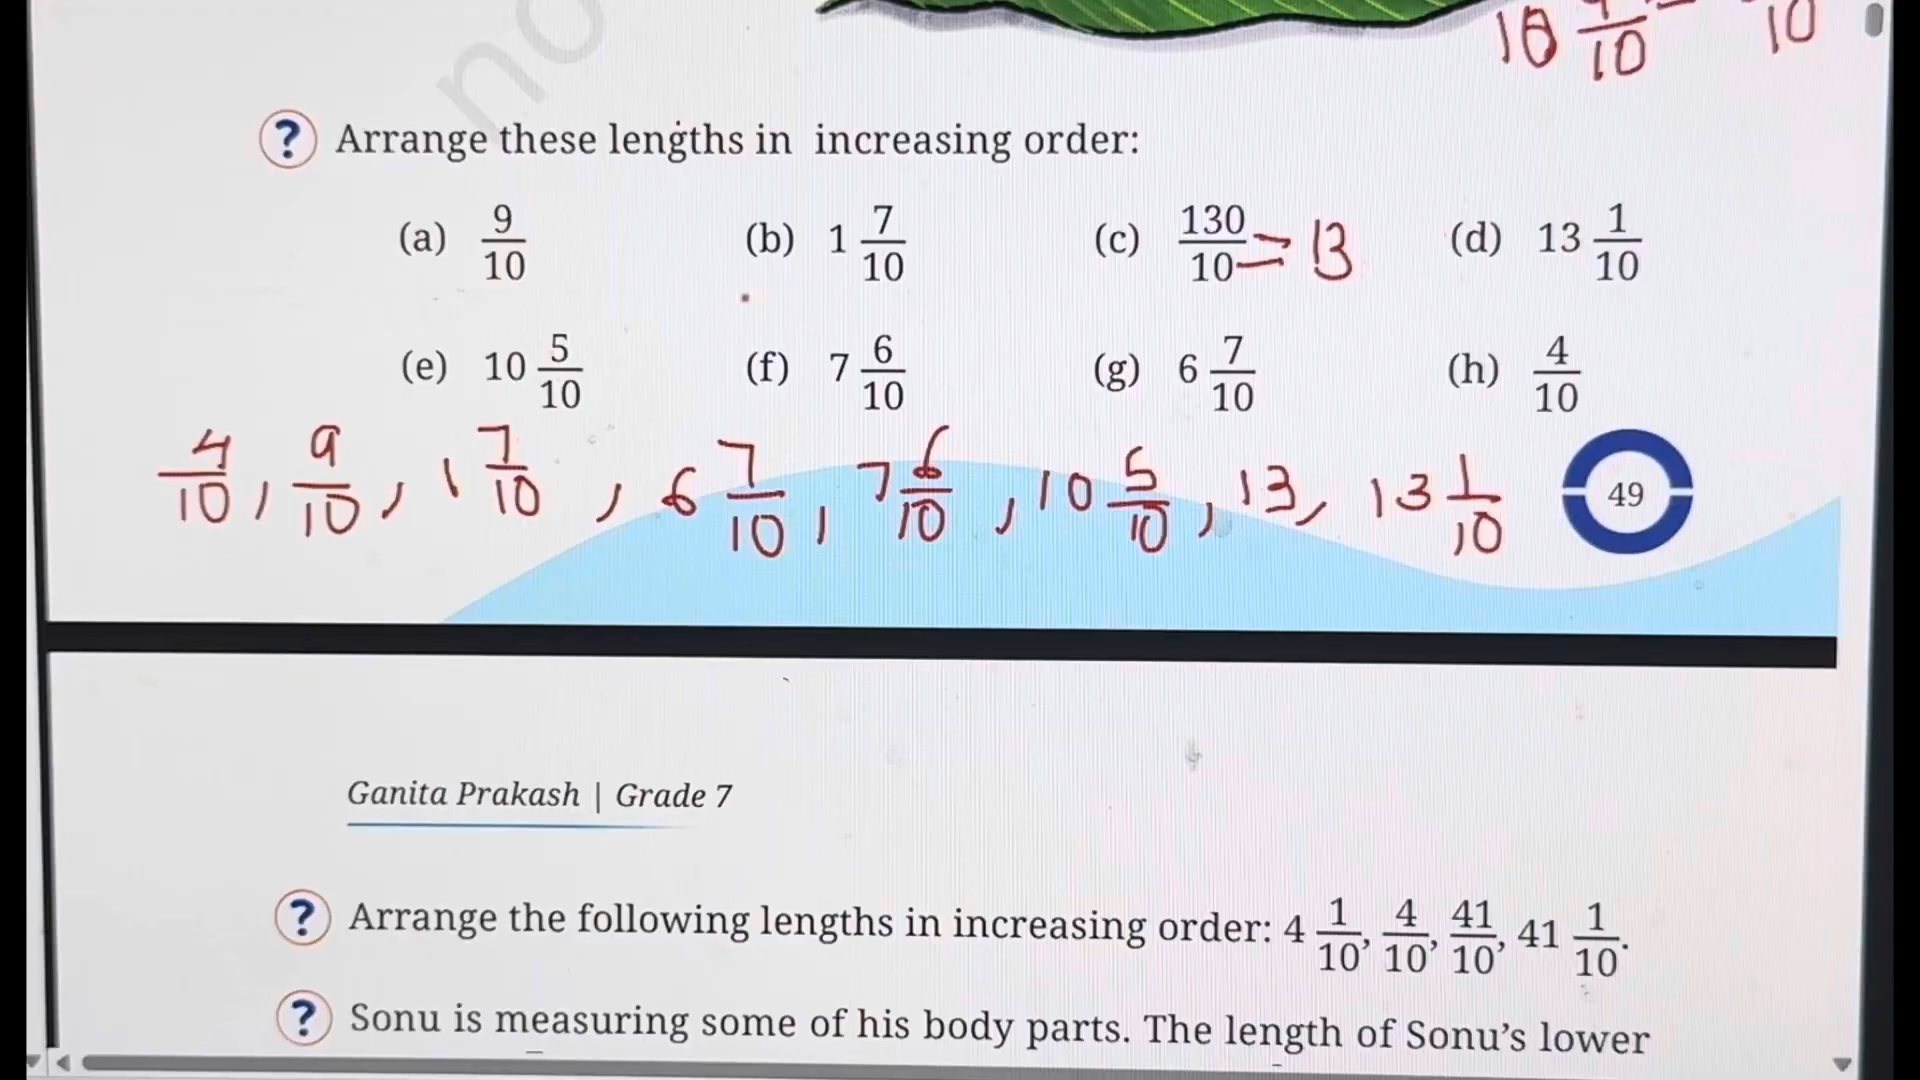 no
10 /10 = /10
? Arrange these lengths in increasing order:
(a) 9/10 (b) 1 7/10 (c) 130/10 = 13 (d) 13 1/10
(e) 10 5/10 (f) 7 6/10 (g) 6 7/10 (h) 4/10
4/10, 9/10, 1 7/10, 6 7/10, 7 6/10, 10 5/10, 13, 13 1/10
49
Ganita Prakash | Grade 7
? Arrange the following lengths in increasing order: 4 1/10, 4/10, 41/10, 41 1/10.
? Sonu is measuring some of his body parts. The length of Sonu's lower